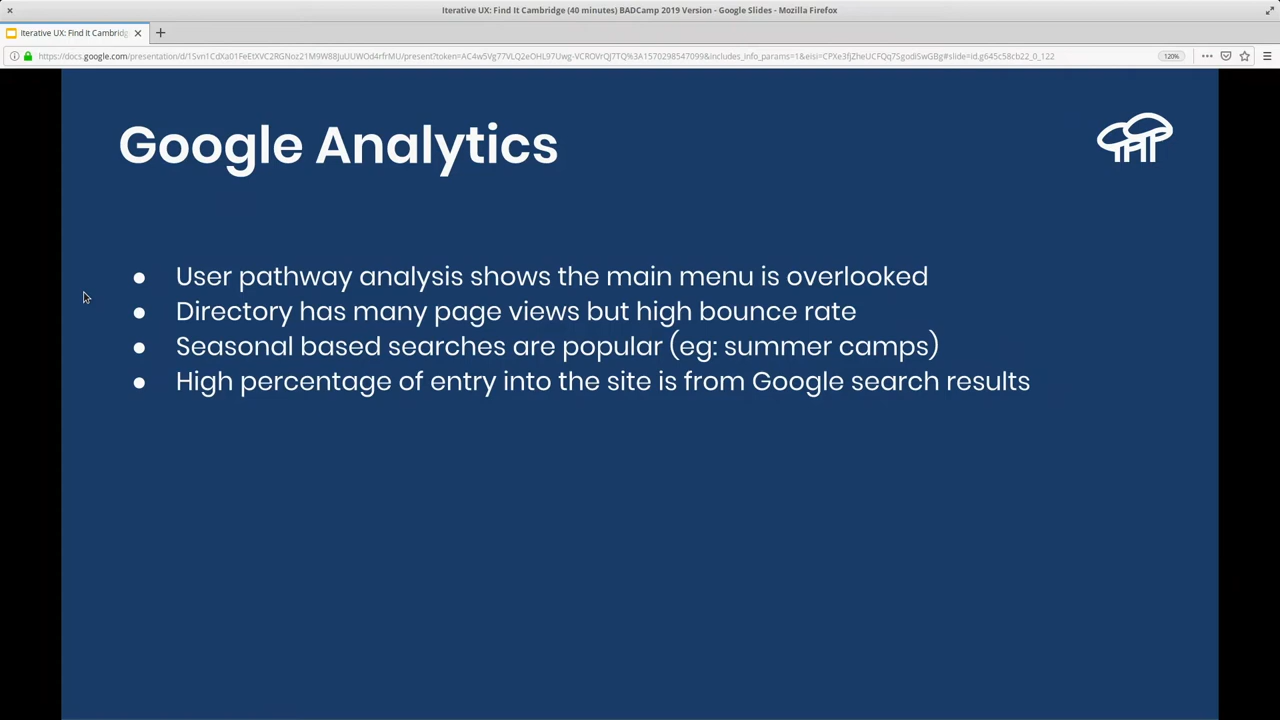 Iterative UX: Find It Cambridge (40 minutes) BADCamp 2019 Version - Google Slides - Mozilla Firefox
Iterative UX: Find It Cambridg
120%
Google Analytics
● User pathway analysis shows the main menu is overlooked
● Directory has many page views but high bounce rate
● Seasonal based searches are popular (eg: summer camps)
● High percentage of entry into the site is from Google search results